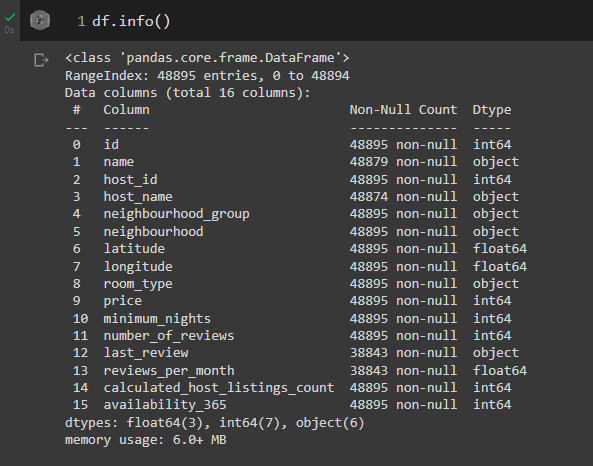 1 df.info()
0s
<class 'pandas.core.frame.DataFrame'>
RangeIndex: 48895 entries, 0 to 48894
Data columns (total 16 columns):
 #   Column                          Non-Null Count  Dtype
---  ------                          --------------  -----
 0   id                              48895 non-null  int64
 1   name                            48879 non-null  object
 2   host_id                         48895 non-null  int64
 3   host_name                       48874 non-null  object
 4   neighbourhood_group             48895 non-null  object
 5   neighbourhood                   48895 non-null  object
 6   latitude                        48895 non-null  float64
 7   longitude                       48895 non-null  float64
 8   room_type                       48895 non-null  object
 9   price                           48895 non-null  int64
 10  minimum_nights                  48895 non-null  int64
 11  number_of_reviews               48895 non-null  int64
 12  last_review                     38843 non-null  object
 13  reviews_per_month               38843 non-null  float64
 14  calculated_host_listings_count  48895 non-null  int64
 15  availability_365                48895 non-null  int64
dtypes: float64(3), int64(7), object(6)
memory usage: 6.0+ MB